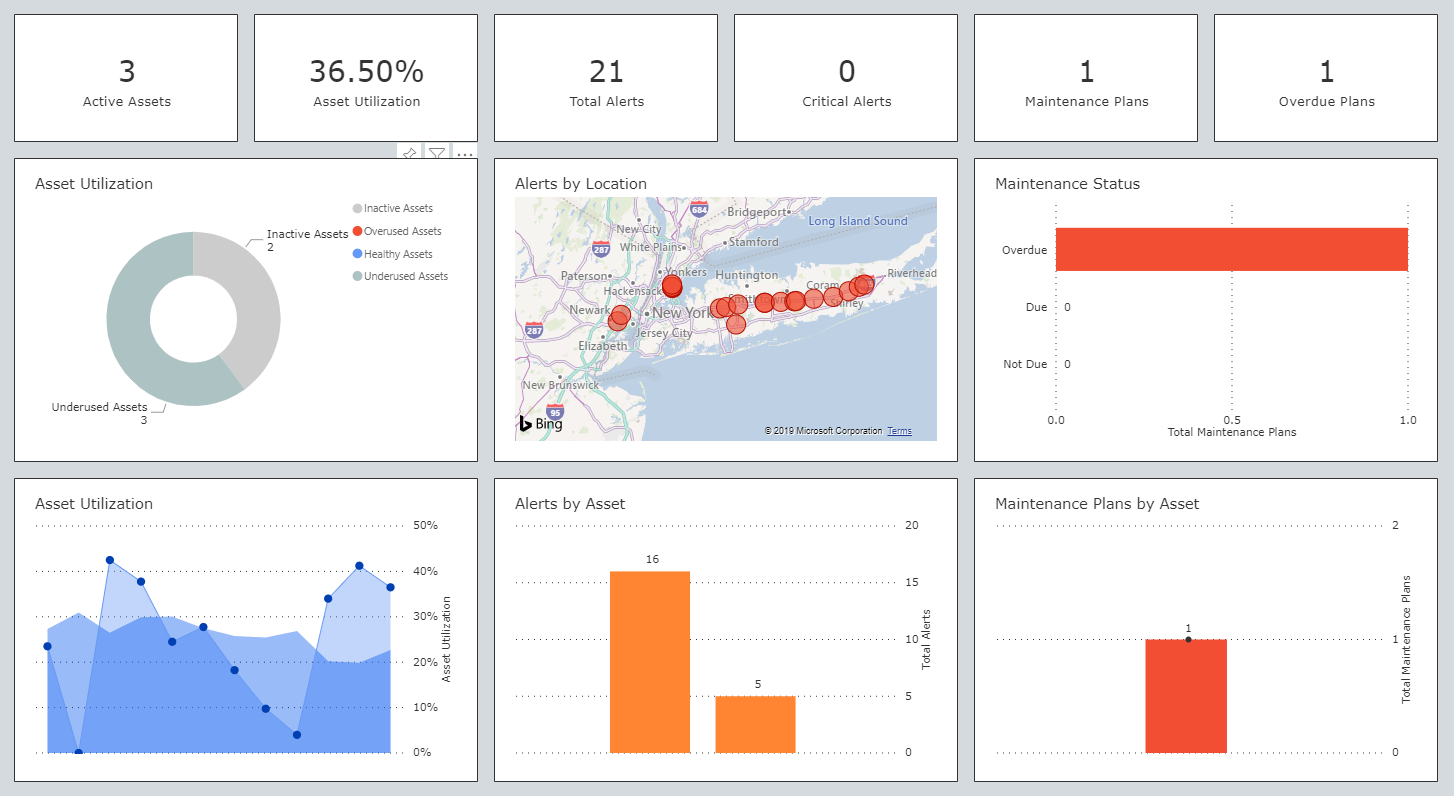 3
Active Assets
36.50%
Asset Utilization
21
Total Alerts
0
Critical Alerts
1
Maintenance Plans
1
Overdue Plans
Asset Utilization
Inactive Assets
Overused Assets
Healthy Assets
Underused Assets
Inactive Assets
2
Underused Assets
3
Alerts by Location
684
Bridgeport
Long Island Sound
New City
287
White Plains
Stamford
Paterson
Yonkers
Huntington
Riverhead
Hackensack
Coram
Newark
New York
Shirley
287
Jersey City
Elizabeth
New Brunswick
95
Bing
© 2019 Microsoft Corporation Terms
Maintenance Status
Overdue
Due
0
Not Due
0
0.0
0.5
1.0
Total Maintenance Plans
Asset Utilization
50%
40%
30%
20%
10%
0%
Asset Utilization
Alerts by Asset
20
16
15
10
5
5
0
Total Alerts
Maintenance Plans by Asset
2
1
1
0
Total Maintenance Plans